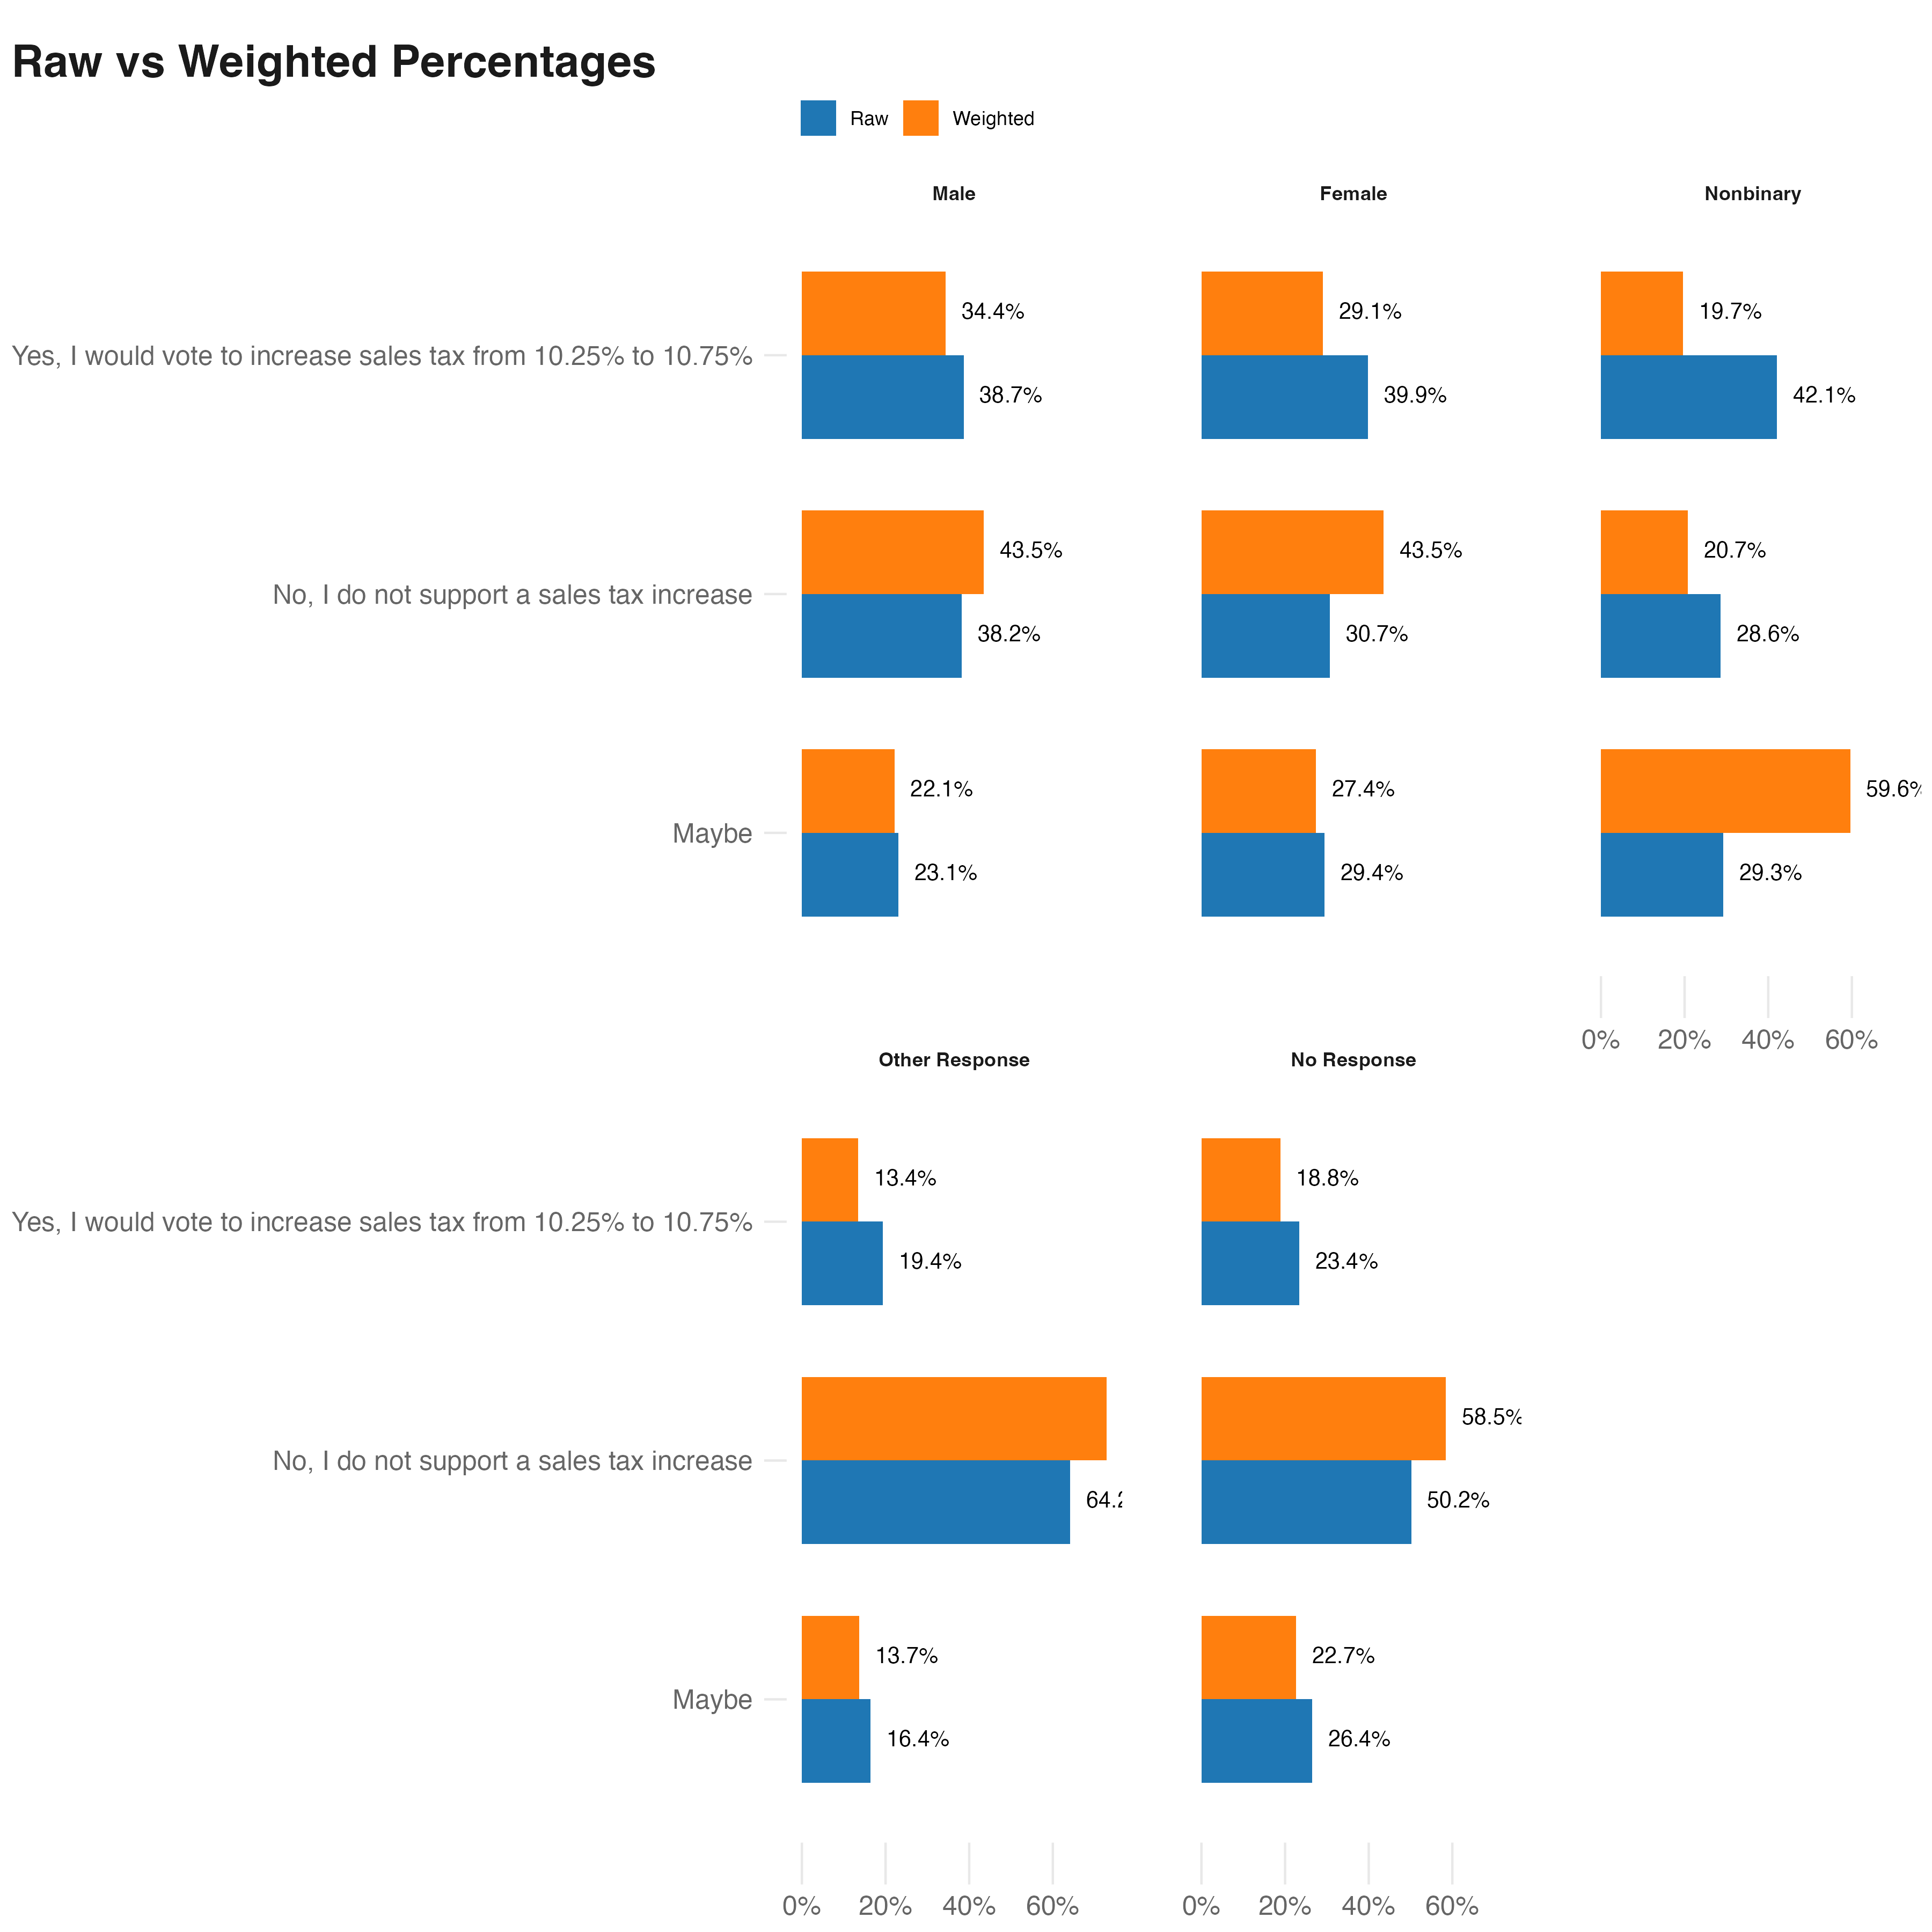 Raw vs Weighted Percentages
Raw Weighted
Male Female Nonbinary
34.4% 29.1% 19.7%
Yes, I would vote to increase sales tax from 10.25% to 10.75%
38.7% 39.9% 42.1%
43.5% 43.5% 20.7%
No, I do not support a sales tax increase
38.2% 30.7% 28.6%
22.1% 27.4% 59.6%
Maybe
23.1% 29.4% 29.3%
0% 20% 40% 60%
Other Response No Response
13.4% 18.8%
Yes, I would vote to increase sales tax from 10.25% to 10.75%
19.4% 23.4%
58.5%
No, I do not support a sales tax increase
50.2%
13.7% 22.7%
Maybe
16.4% 26.4%
0% 20% 40% 60% 0% 20% 40% 60%